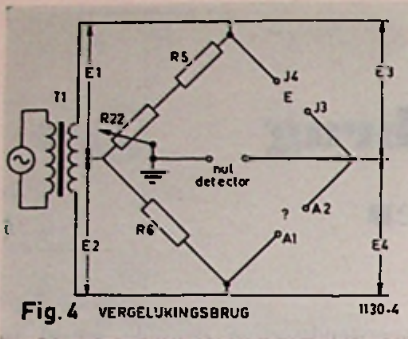 E1
R5
J4
E
E3
T1
J3
R22
nul
detector
?
A2
R6
A1
E2
E4
Fig. 4 VERGELIJKINGSBRUG
1130-4